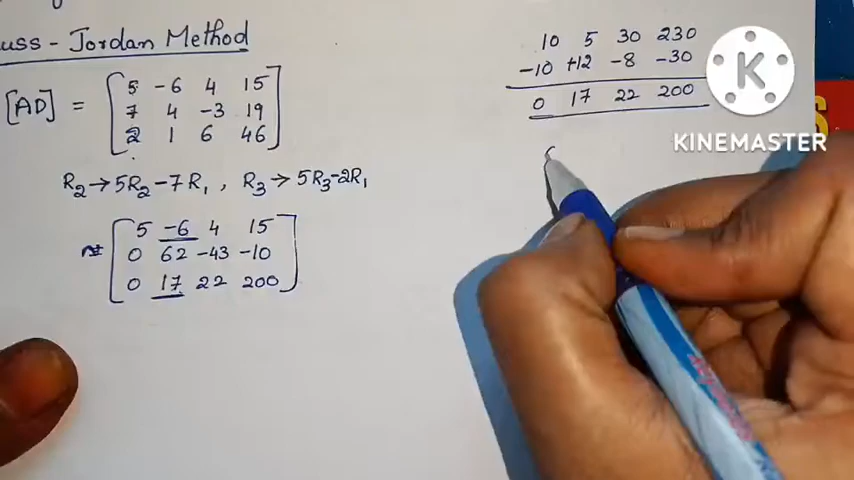 uss - Jordan Method
[AD] = [5 -6 4 15
7 4 -3 19
2 1 6 46]
R2 → 5R2 - 7R1 , R3 → 5R3 - 2R1
≈ [5 -6 4 15
0 62 -43 -10
0 17 22 200]
10 5 30 230
-10 +12 -8 -30
0 17 22 200
K
KINEMASTER